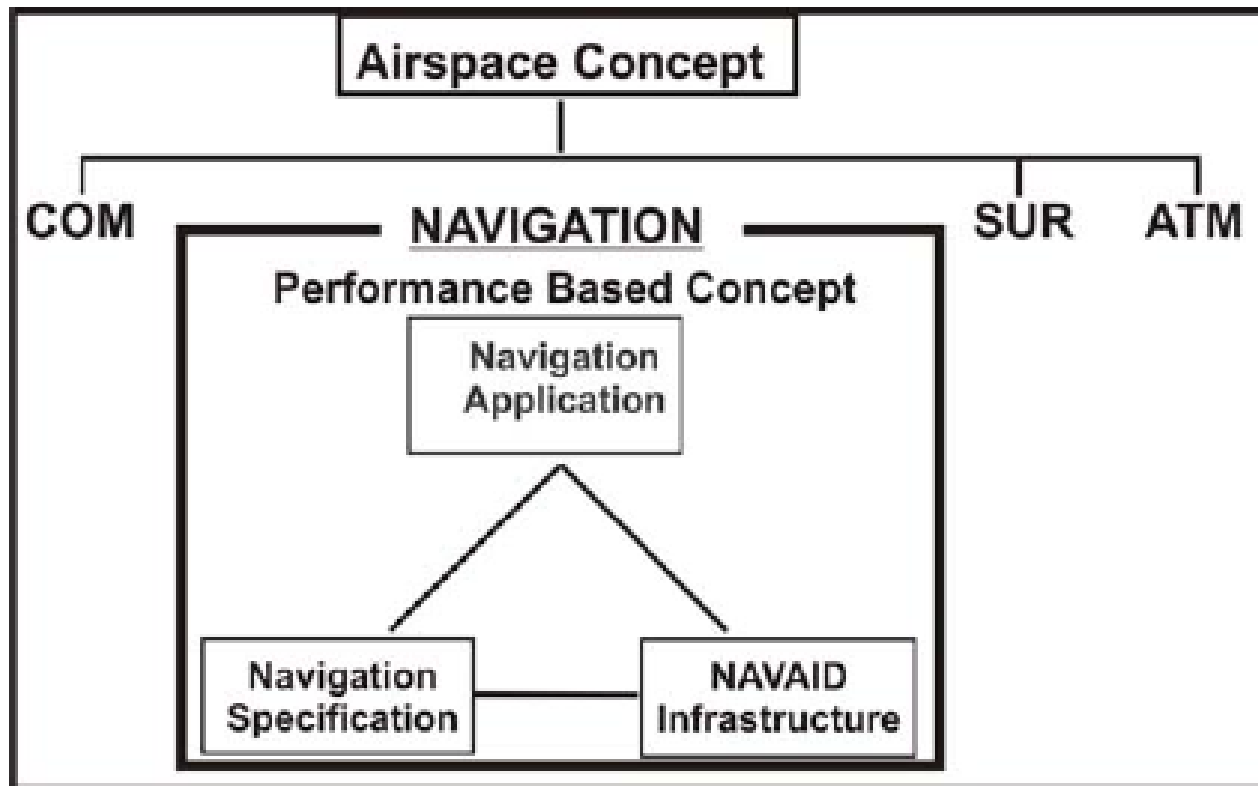 Airspace Concept
COM
NAVIGATION
SUR
ATM
Performance Based Concept
Navigation
Application
Navigation
Specification
NAVAID
Infrastructure